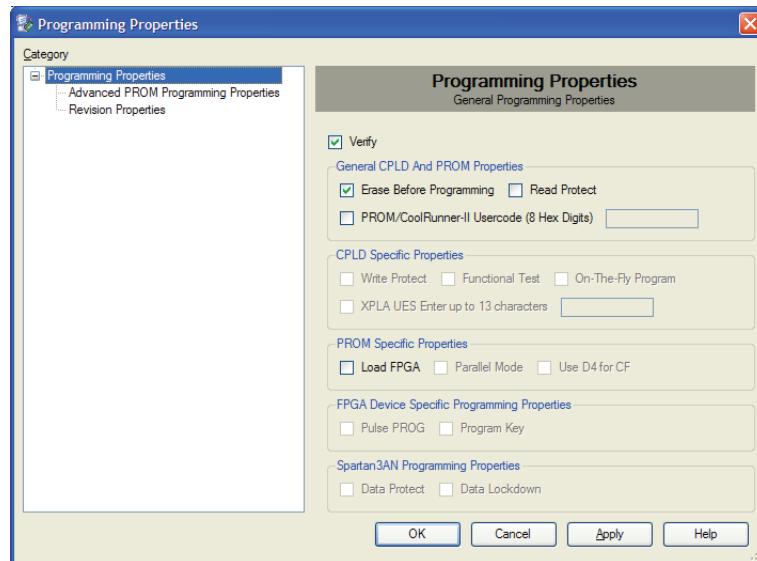 Programming Properties
Category
Programming Properties
Advanced PROM Programming Properties
Revision Properties
Programming Properties
General Programming Properties
Verify
General CPLD And PROM Properties
Erase Before Programming Read Protect
PROM/CoolRunner-II Usercode (8 Hex Digits)
CPLD Specific Properties
Write Protect Functional Test On-The-Fly Program
XPLA UES Enter up to 13 characters
PROM Specific Properties
Load FPGA Parallel Mode Use D4 for CF
FPGA Device Specific Programming Properties
Pulse PROG Program Key
Spartan3AN Programming Properties
Data Protect Data Lockdown
OK Cancel Apply Help